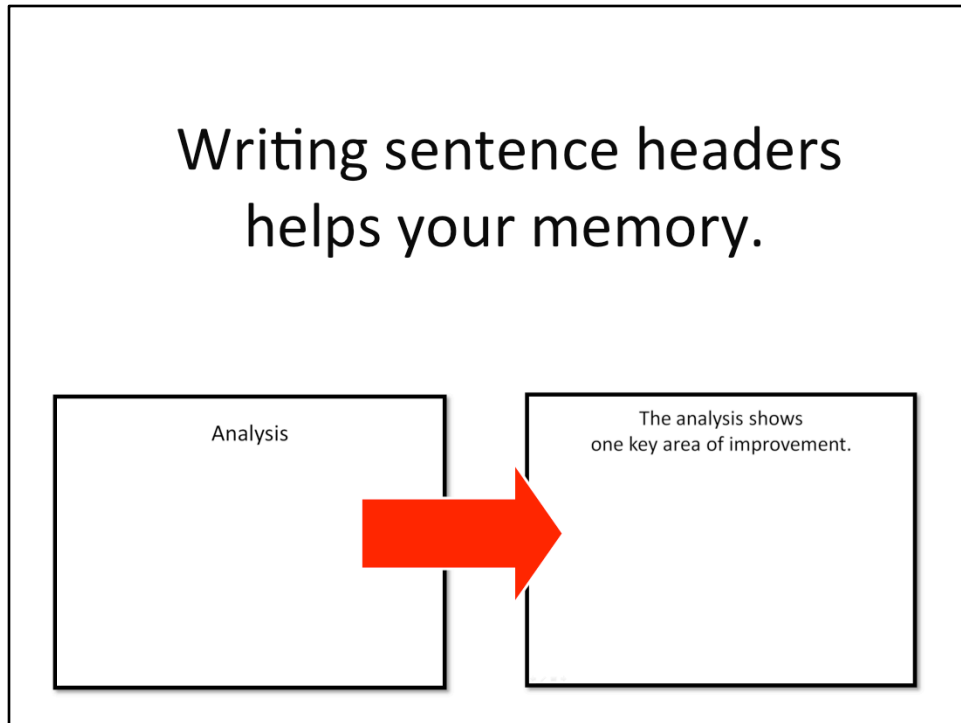 Writing sentence headers
helps your memory.
Analysis
The analysis shows
one key area of improvement.